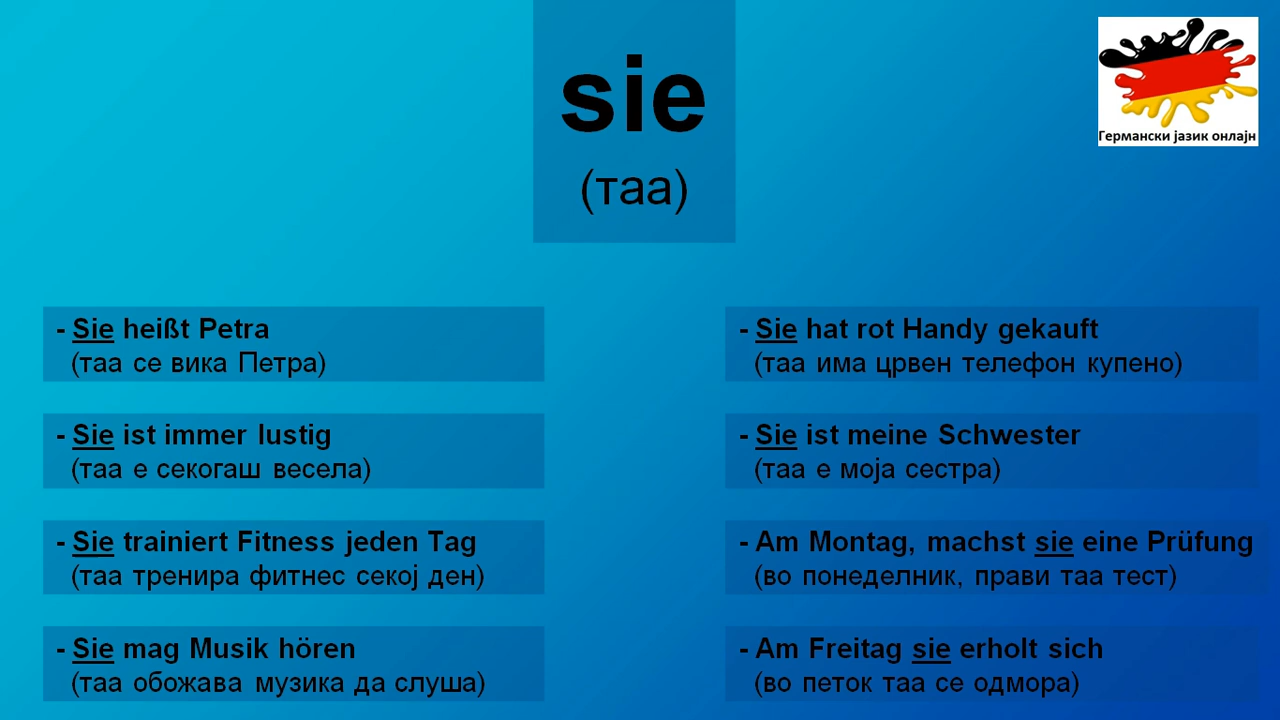 sie
(таа)
Германски јазик онлајн
- Sie heißt Petra
(таа се вика Петра)
- Sie ist immer lustig
(таа е секогаш весела)
- Sie trainiert Fitness jeden Tag
(таа тренира фитнес секој ден)
- Sie mag Musik hören
(таа обожава музика да слуша)
- Sie hat rot Handy gekauft
(таа има црвен телефон купено)
- Sie ist meine Schwester
(таа е моја сестра)
- Am Montag, machst sie eine Prüfung
(во понеделник, прави таа тест)
- Am Freitag sie erholt sich
(во петок таа се одмора)